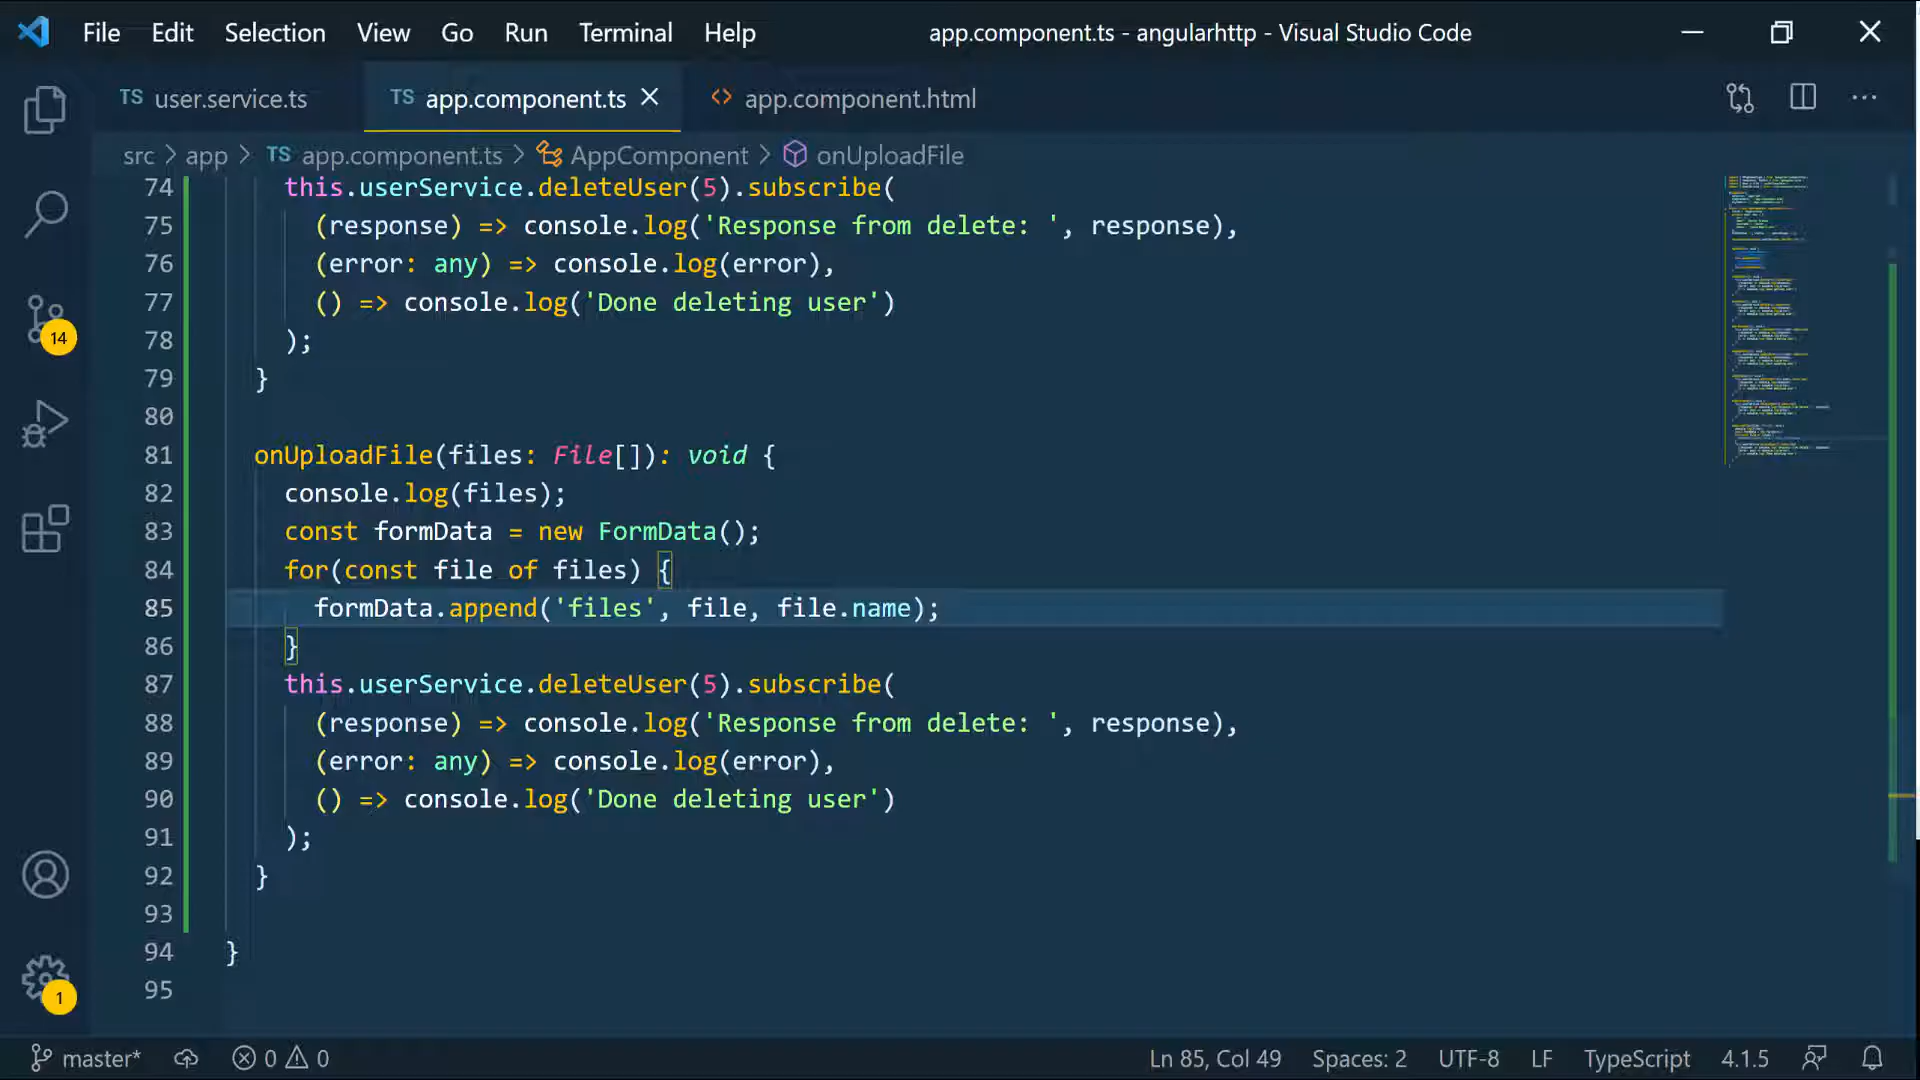 File Edit Selection View Go Run Terminal Help app.component.ts - angularhttp - Visual Studio Code
TS user.service.ts TS app.component.ts <> app.component.html
src > app > TS app.component.ts > AppComponent > onUploadFile
74 this.userService.deleteUser(5).subscribe(
75 (response) => console.log('Response from delete: ', response),
76 (error: any) => console.log(error),
77 () => console.log('Done deleting user')
78 );
79 }
80
81 onUploadFile(files: File[]): void {
82 console.log(files);
83 const formData = new FormData();
84 for(const file of files) {
85 formData.append('files', file, file.name);
86 }
87 this.userService.deleteUser(5).subscribe(
88 (response) => console.log('Response from delete: ', response),
89 (error: any) => console.log(error),
90 () => console.log('Done deleting user')
91 );
92 }
93
94 }
95
14
1
master* 0 0 Ln 85, Col 49 Spaces: 2 UTF-8 LF TypeScript 4.1.5